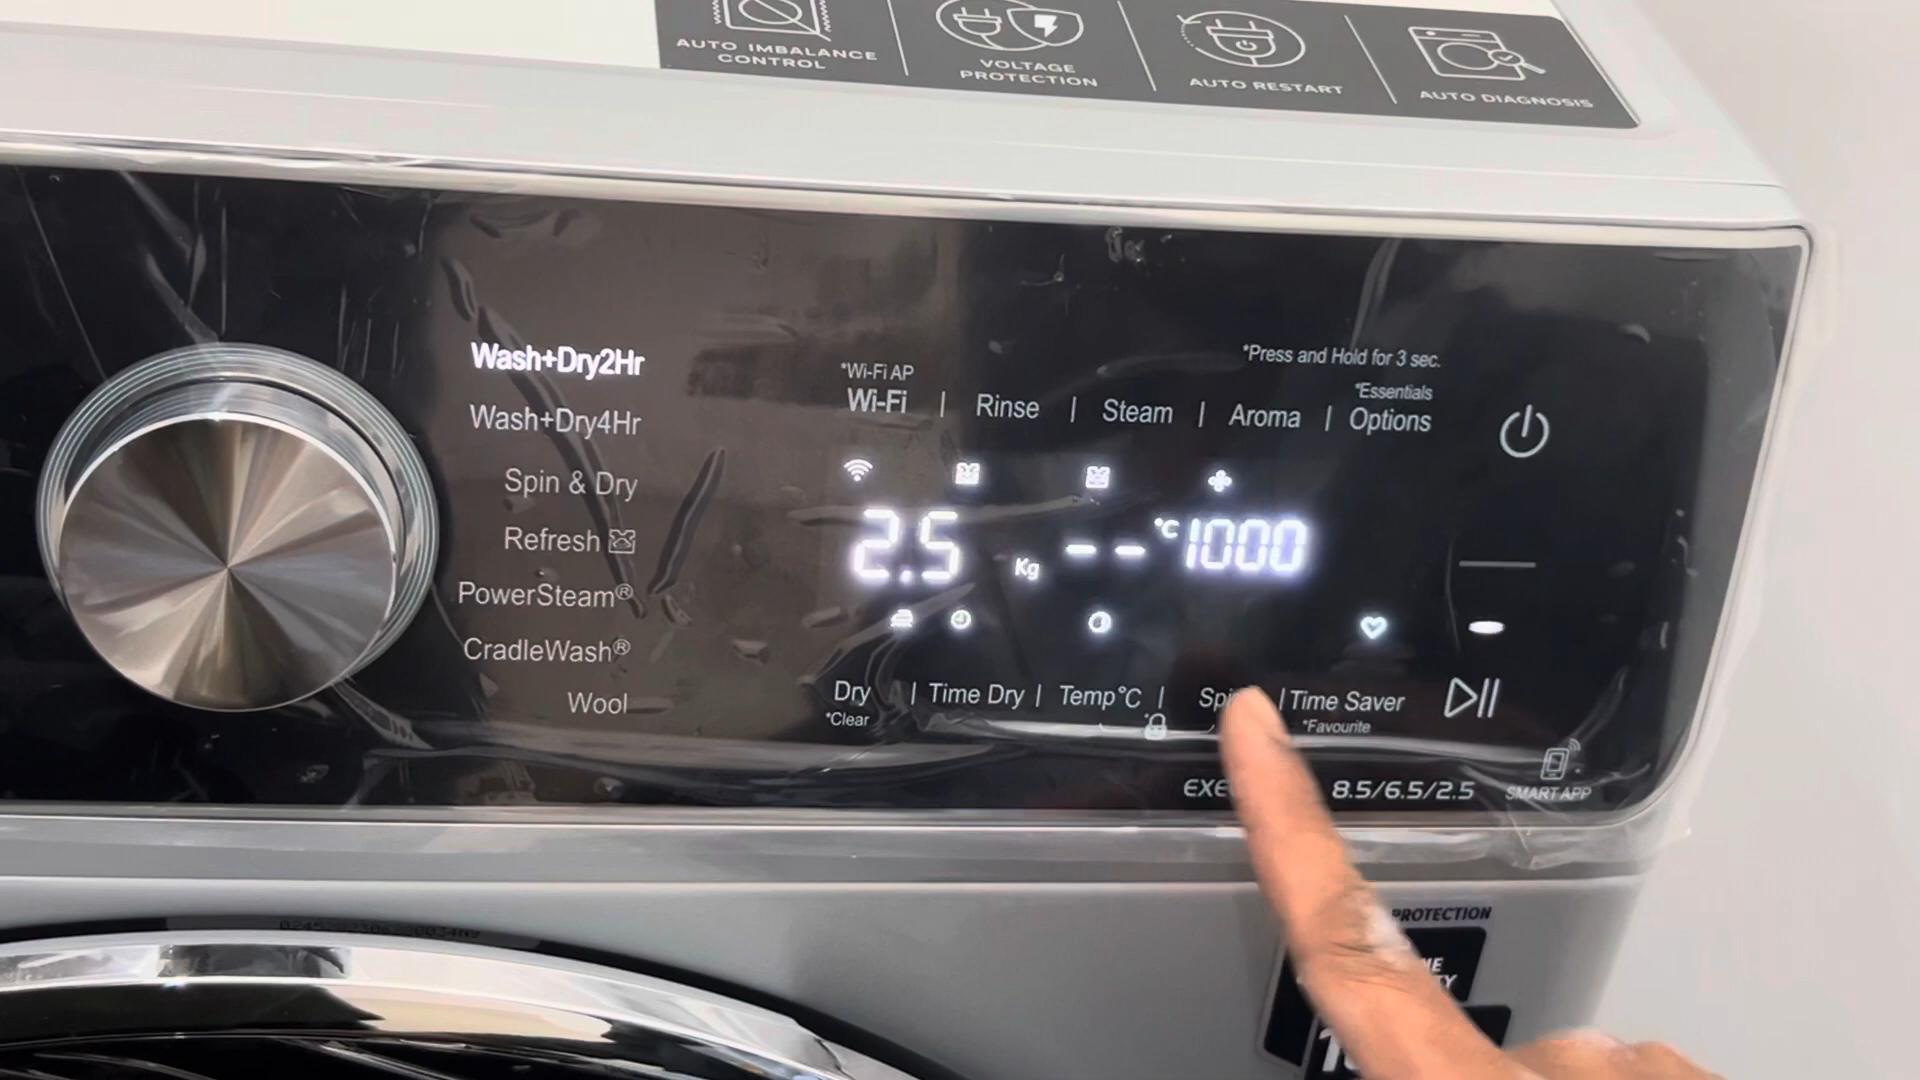 AUTO IMBALANCE
CONTROL
VOLTAGE
PROTECTION
AUTO RESTART
AUTO DIAGNOSIS
*Press and Hold for 3 sec.
Wash+Dry2Hr
Wash+Dry4Hr
Spin & Dry
Refresh
PowerSteam®
CradleWash®
Wool
*Wi-Fi AP
*Essentials
Wi-Fi | Rinse | Steam | Aroma | Options
2.5 Kg -- °C 1000
Dry | Time Dry | Temp°C | | Time Saver
*Clear
*Favourite
8.5/6.5/2.5
SMART APP
PROTECTION